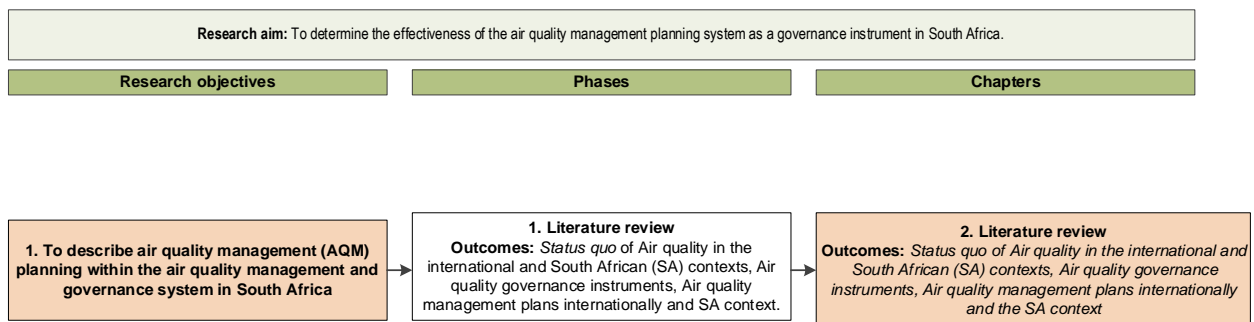 Research aim: To determine the effectiveness of the air quality management planning system as a governance instrument in South Africa.
Research objectives
Phases
Chapters
1. To describe air quality management (AQM)
planning within the air quality management and
governance system in South Africa
1. Literature review
Outcomes: Status quo of Air quality in the
international and South African (SA) contexts, Air
quality governance instruments, Air quality
management plans internationally and SA context.
2. Literature review
Outcomes: Status quo of Air quality in the international and
South African (SA) contexts, Air quality governance
instruments, Air quality management plans internationally
and the SA context